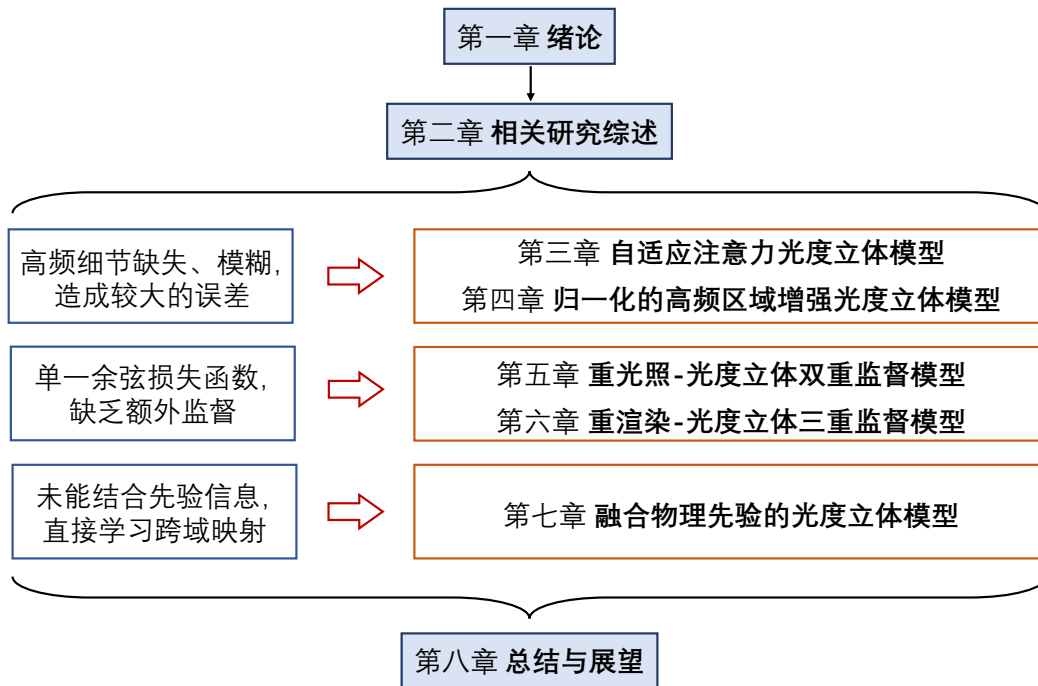 第一章 绪论
第二章 相关研究综述
高频细节缺失、模糊,
造成较大的误差
第三章 自适应注意力光度立体模型
第四章 归一化的高频区域增强光度立体模型
单一余弦损失函数,
缺乏额外监督
第五章 重光照-光度立体双重监督模型
第六章 重渲染-光度立体三重监督模型
未能结合先验信息,
直接学习跨域映射
第七章 融合物理先验的光度立体模型
第八章 总结与展望